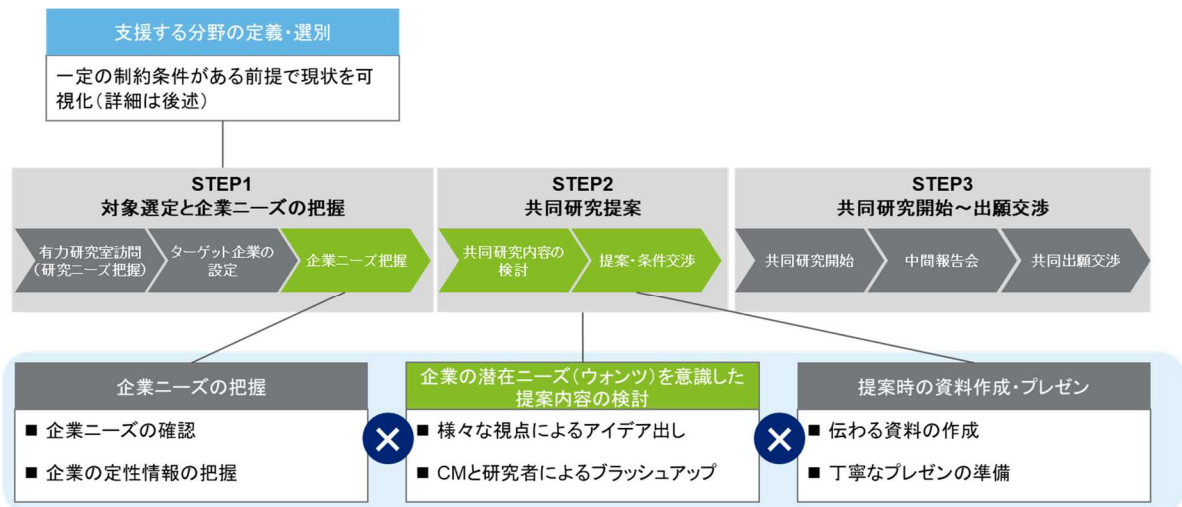 支援する分野の定義・選別
一定の制約条件がある前提で現状を可
視化（詳細は後述）
STEP1
対象選定と企業ニーズの把握
有力研究室訪問
（研究ニーズ把握）
ターゲット企業の
設定
企業ニーズ把握
STEP2
共同研究提案
共同研究内容の
検討
提案・条件交渉
STEP3
共同研究開始～出願交渉
共同研究開始
中間報告会
共同出願交渉
企業ニーズの把握
■ 企業ニーズの確認
■ 企業の定性情報の把握
×
企業の潜在ニーズ（ウォンツ）を意識した
提案内容の検討
■ 様々な視点によるアイデア出し
■ CMと研究者によるブラッシュアップ
×
提案時の資料作成・プレゼン
■ 伝わる資料の作成
■ 丁寧なプレゼンの準備